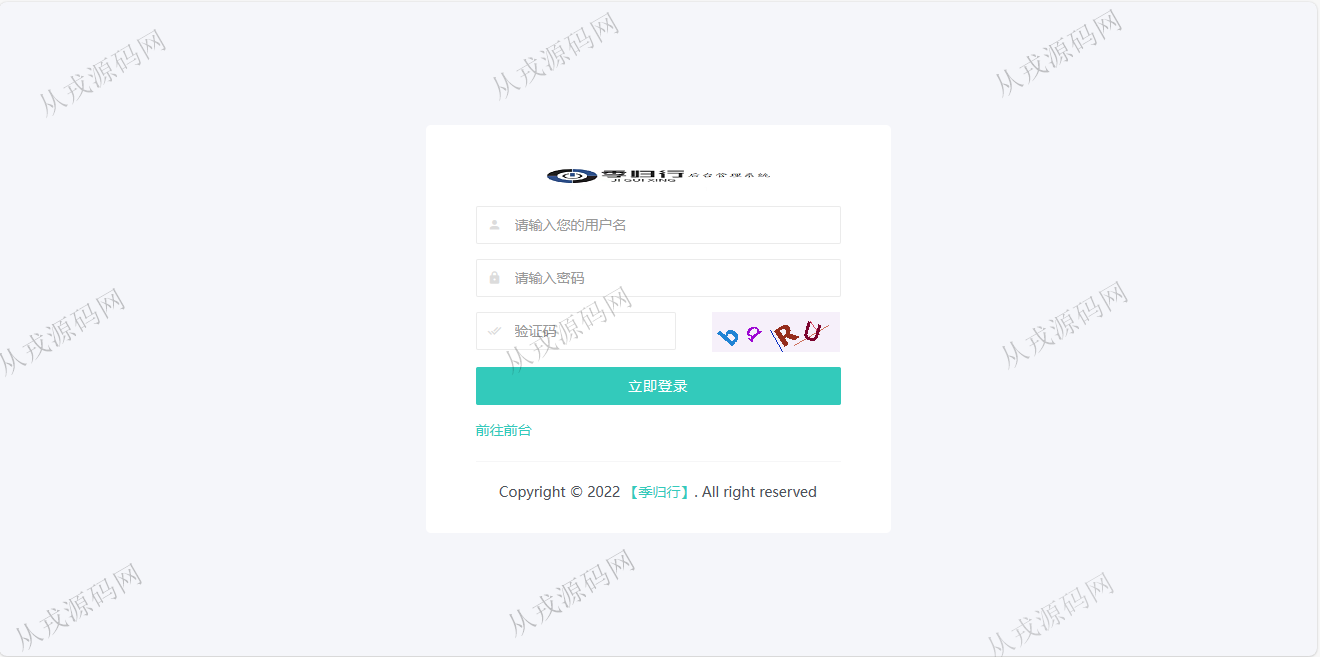 从戎源码网
从戎源码网
从戎源码网
季归行
JI GUI XING
后台管理系统
请输入您的用户名
请输入密码
验证码
立即登录
前往前台
Copyright © 2022 【季归行】. All right reserved
从戎源码网
从戎源码网
从戎源码网
从戎源码网
从戎源码网
从戎源码网